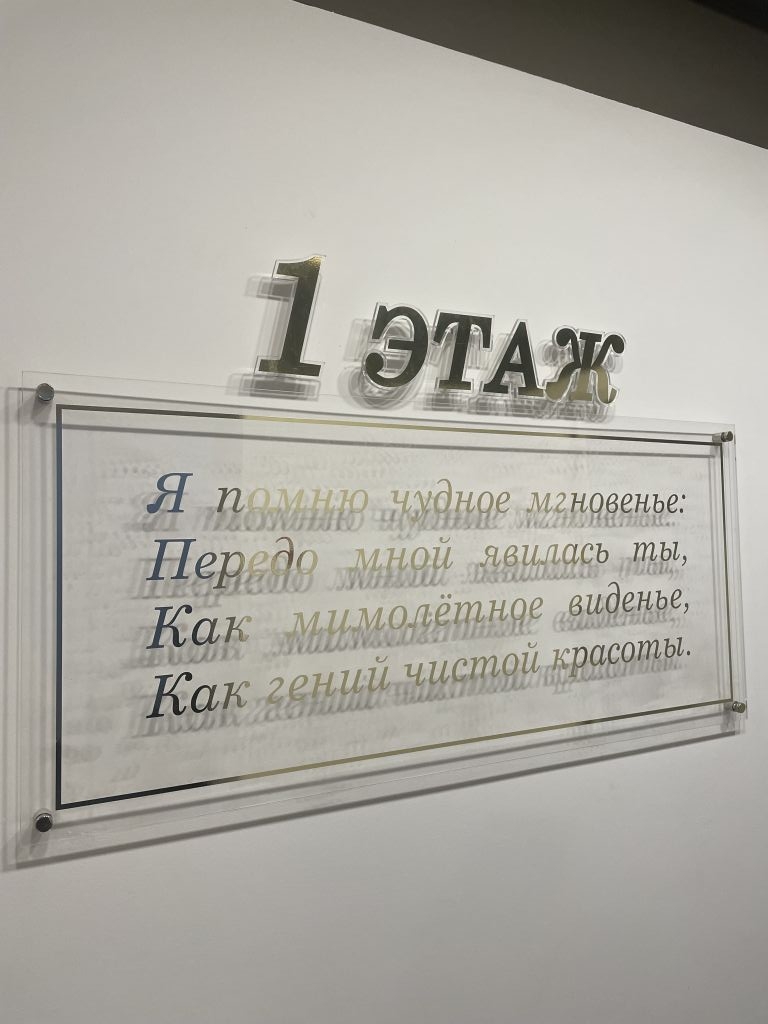 1 ЭТАЖ
Я помню чудное мгновенье:
Передо мной явилась ты,
Как мимолётное виденье,
Как гений чистой красоты.